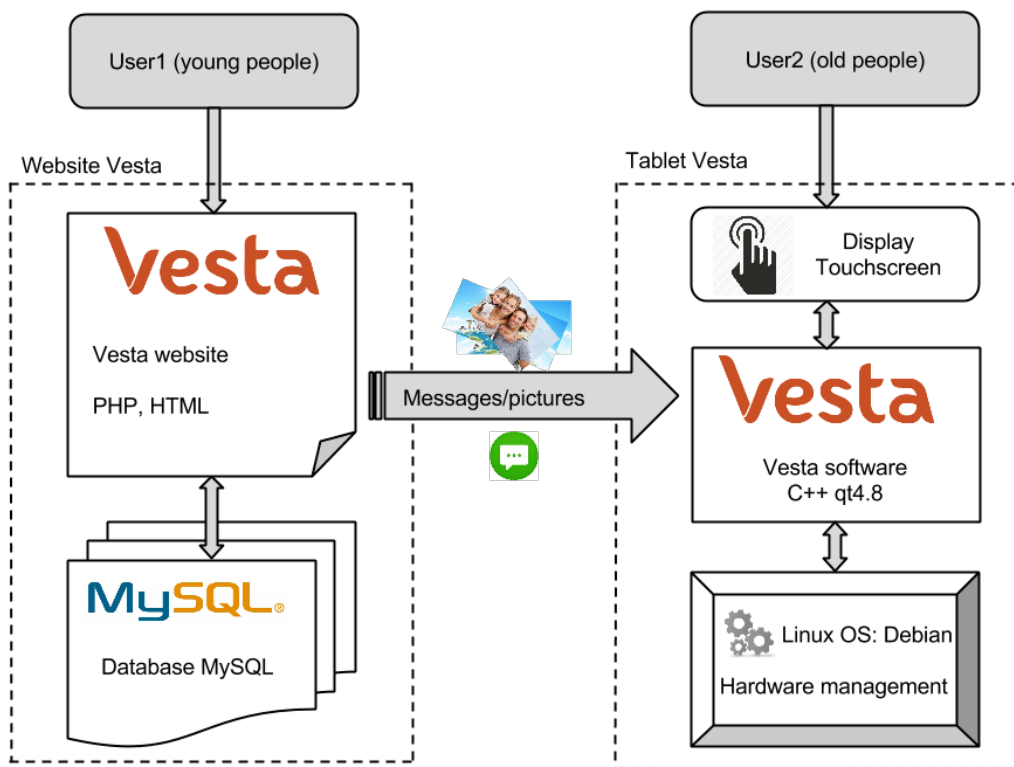 User1 (young people)
User2 (old people)
Website Vesta
Tablet Vesta
Vesta
Vesta website
PHP, HTML
Messages/pictures
Display
Touchscreen
Vesta
Vesta software
C++ qt4.8
MySQL®
Database MySQL
Linux OS: Debian
Hardware management